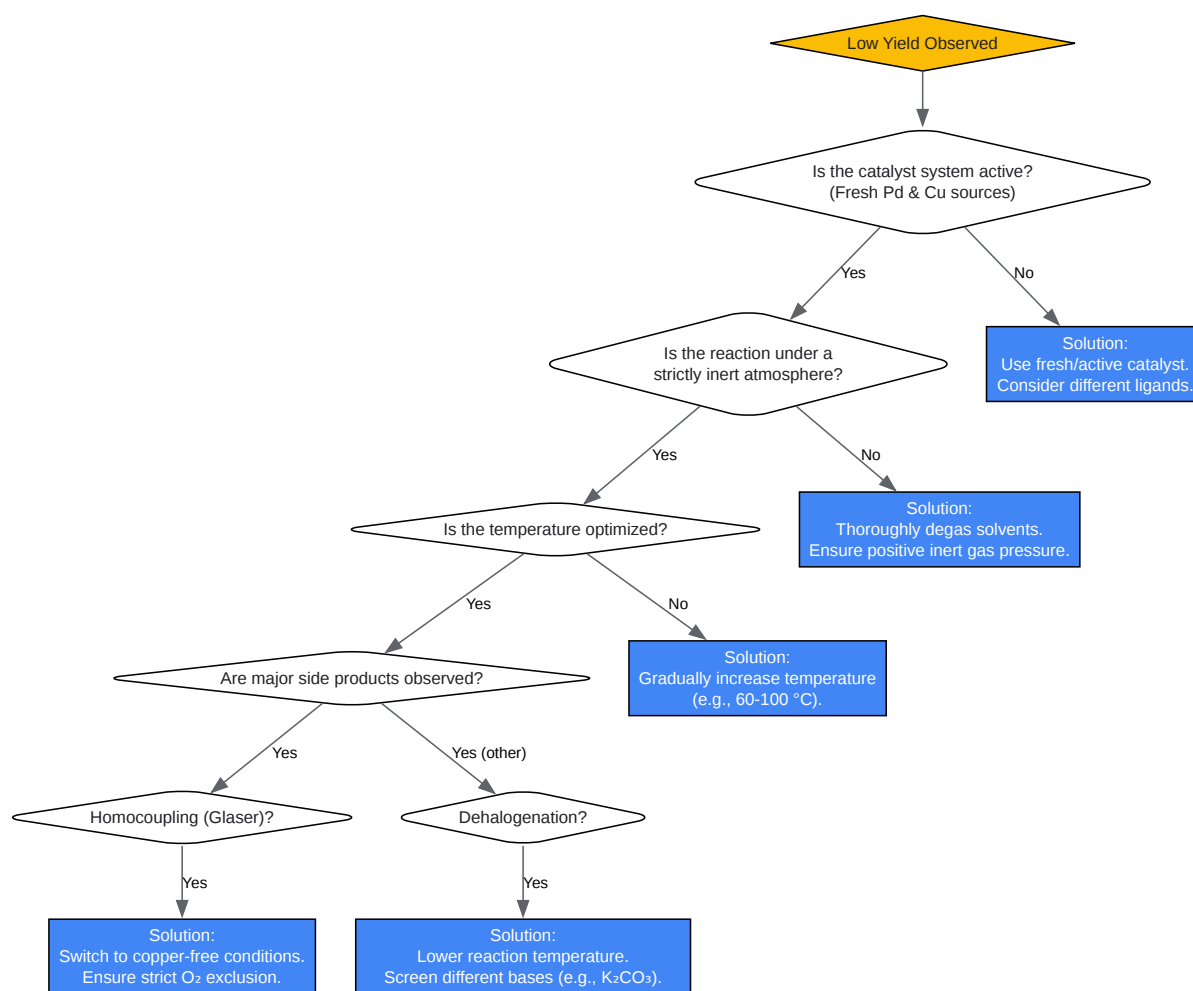 Low Yield Observed
Is the catalyst system active?
(Fresh Pd & Cu sources)
Yes
No
Is the reaction under a
strictly inert atmosphere?
Solution:
Use fresh/active catalyst.
Consider different ligands.
Yes
No
Is the temperature optimized?
Solution:
Thoroughly degas solvents.
Ensure positive inert gas pressure.
Yes
No
Are major side products observed?
Solution:
Gradually increase temperature
(e.g., 60-100 °C).
Yes
Yes (other)
Homocoupling (Glaser)?
Dehalogenation?
Yes
Yes
Solution:
Switch to copper-free conditions.
Ensure strict O₂ exclusion.
Solution:
Lower reaction temperature.
Screen different bases (e.g., K₂CO₃).